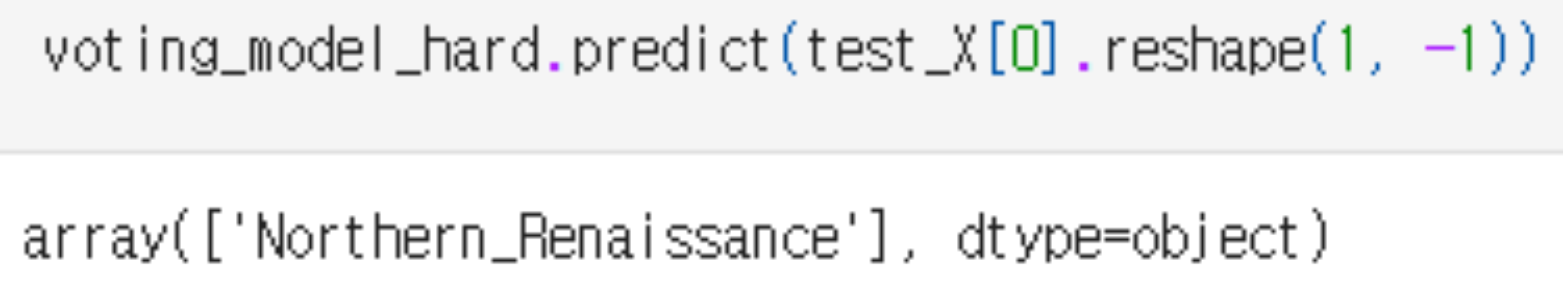 voting_model_hard.predict(test_X[0].reshape(1, -1))
array(['Northern_Renaissance'], dtype=object)